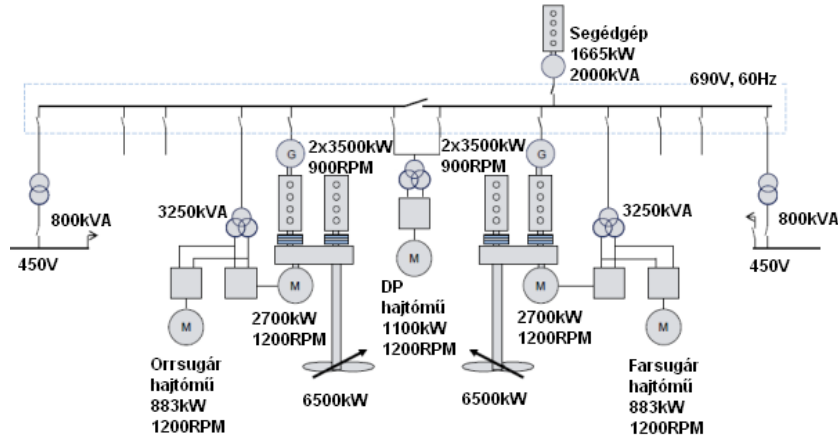 Segédgép
1665kW
2000kVA
690V, 60Hz
2x3500kW
900RPM
G
2x3500kW
900RPM
G
800kVA
450V
3250kVA
3250kVA
800kVA
450V
M
M
M
M
M
2700kW
1200RPM
DP
hajtómű
1100kW
1200RPM
2700kW
1200RPM
Orrsugár
hajtómű
883kW
1200RPM
6500kW
6500kW
Farsugár
hajtómű
883kW
1200RPM